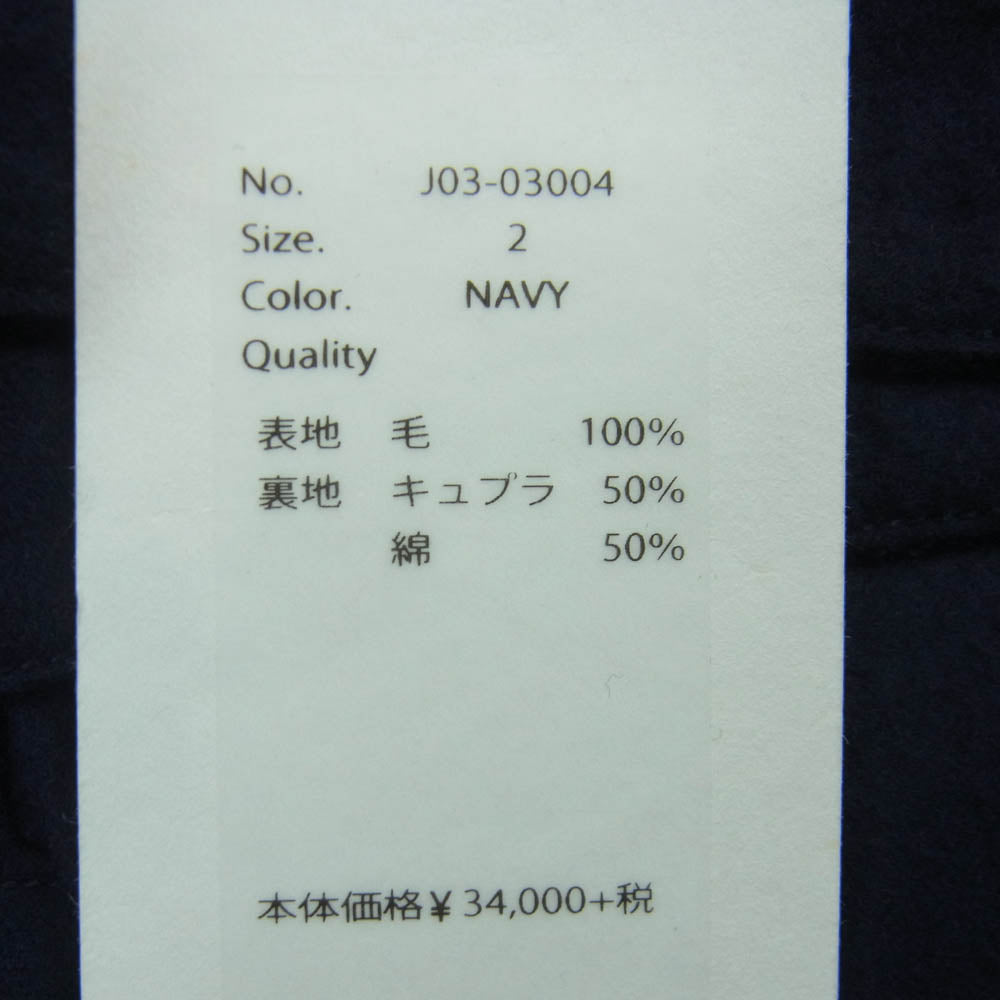 No. J03-03004
Size. 2
Color. NAVY
Quality
表地 毛 100%
裏地 キュプラ 50%
綿 50%
本体価格¥34,000+税